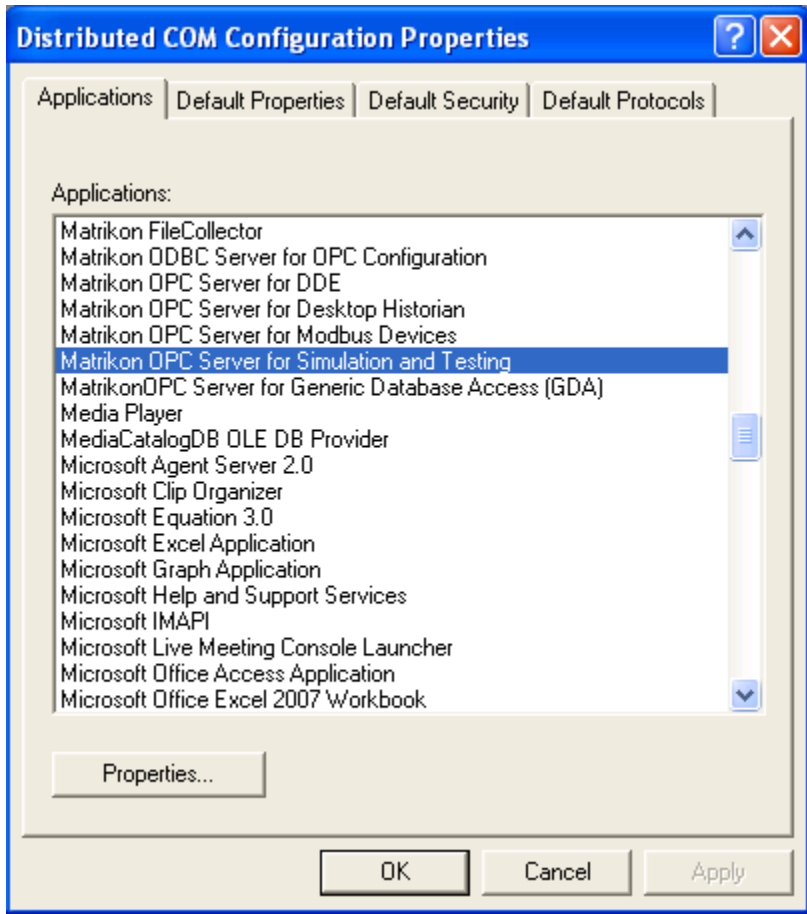 Distributed COM Configuration Properties
?
Applications Default Properties Default Security Default Protocols
Applications:
Matrikon FileCollector
Matrikon ODBC Server for OPC Configuration
Matrikon OPC Server for DDE
Matrikon OPC Server for Desktop Historian
Matrikon OPC Server for Modbus Devices
Matrikon OPC Server for Simulation and Testing
MatrikonOPC Server for Generic Database Access (GDA)
Media Player
MediaCatalogDB OLE DB Provider
Microsoft Agent Server 2.0
Microsoft Clip Organizer
Microsoft Equation 3.0
Microsoft Excel Application
Microsoft Graph Application
Microsoft Help and Support Services
Microsoft IMAPI
Microsoft Live Meeting Console Launcher
Microsoft Office Access Application
Microsoft Office Excel 2007 Workbook
Properties...
OK Cancel Apply